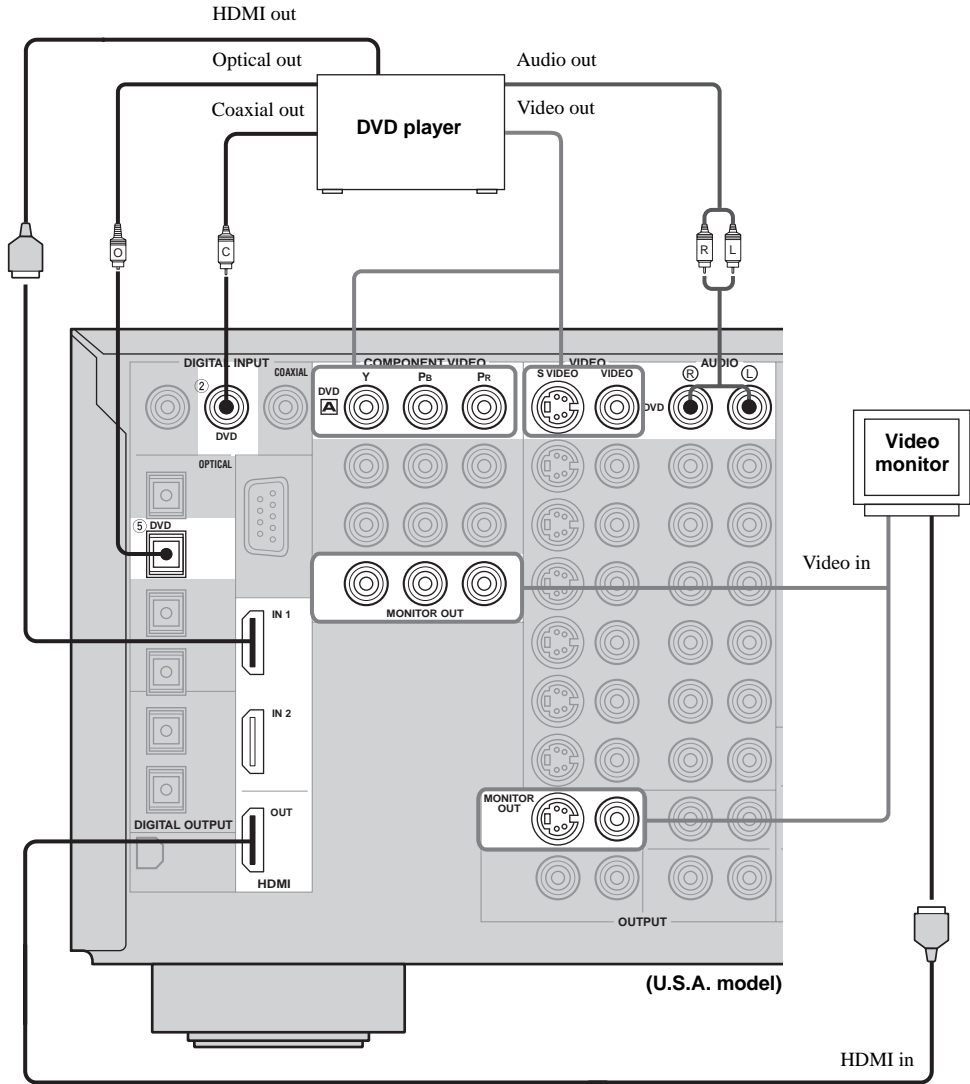 HDMI out
Optical out
Audio out
Coaxial out
Video out
DVD player
O
C
R
L
DIGITAL INPUT
COAXIAL
COMPONENT VIDEO
VIDEO
AUDIO
②
DVD
DVD
A
Y
PB
PR
S VIDEO
VIDEO
DVD
Ⓡ
Ⓛ
OPTICAL
⑤ DVD
Video
monitor
Video in
MONITOR OUT
IN 1
IN 2
OUT
HDMI
MONITOR
OUT
DIGITAL OUTPUT
OUTPUT
(U.S.A. model)
HDMI in